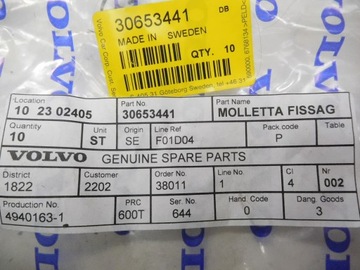 30653441
DB
MADE IN SWEDEN
QTY. 10
Location
10 23 02405
Part No.
30653441
Part Name
MOLLETTA FISSAG
Quantity
10
Unit
ST
Origin
SE
Line Ref
F01D04
Pack.code
P
VOLVO
GENUINE SPARE PARTS
District
1822
Customer
2202
Order No.
38011
Line No.
1
CI
4
Nr
002
Production No.
4940163-1
PRC
600T
Ser. No.
644
Hand Code
0
Dang. Goods
3